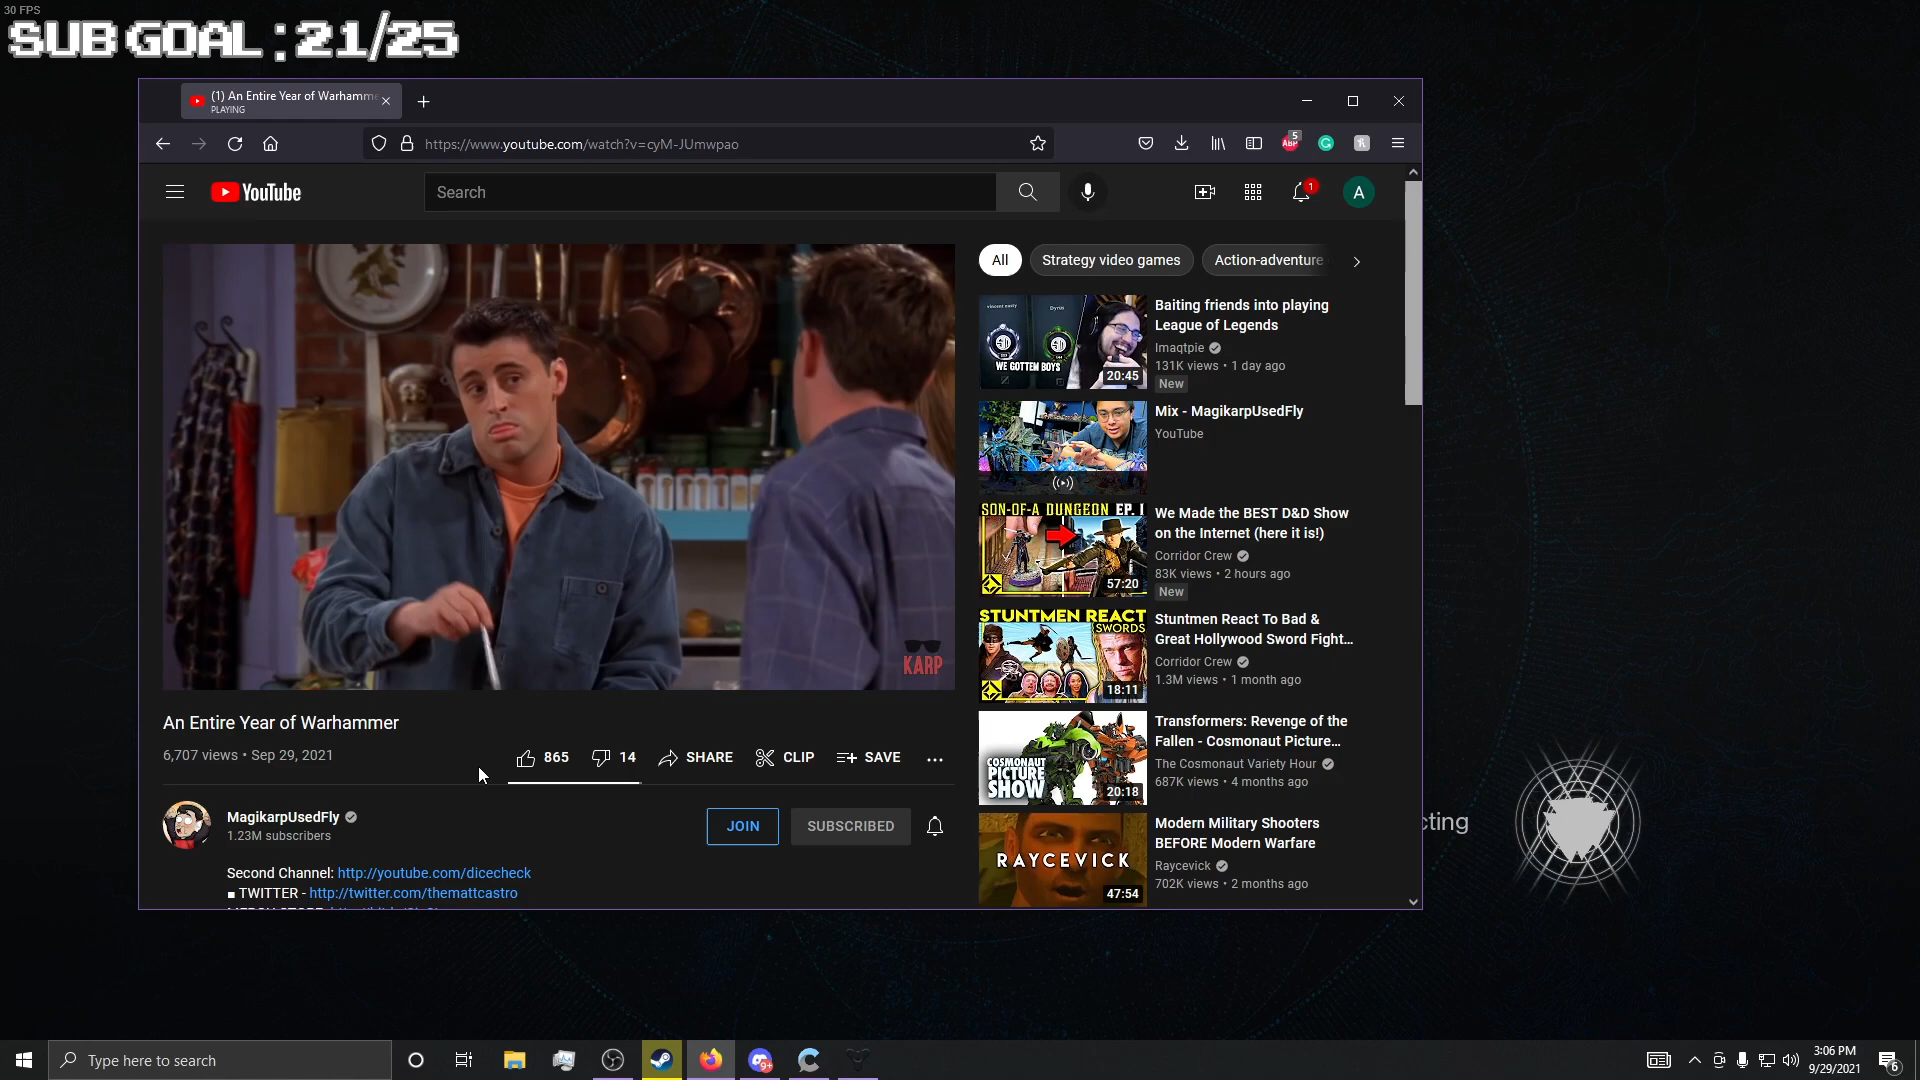 30 FPS
SUB GOAL : 21/25
(1) An Entire Year of Warhamme
PLAYING
https://www.youtube.com/watch?v=cyM-JUmwpao
5
ABP
YouTube
Search
1
A
All
Strategy video games
Action-adventure
Baiting friends into playing
League of Legends
Imaqtpie
131K views • 1 day ago
New
WE GOTTEM BOYS
20:45
Mix - MagikarpUsedFly
YouTube
SON-OF-A DUNGEON EP. 1
57:20
We Made the BEST D&D Show
on the Internet (here it is!)
Corridor Crew
83K views • 2 hours ago
New
STUNTMEN REACT
SWORDS
18:11
Stuntmen React To Bad &
Great Hollywood Sword Fight...
Corridor Crew
1.3M views • 1 month ago
COSMONAUT
PICTURE
SHOW
20:18
Transformers: Revenge of the
Fallen - Cosmonaut Picture...
The Cosmonaut Variety Hour
687K views • 4 months ago
RAYCEVICK
47:54
Modern Military Shooters
BEFORE Modern Warfare
Raycevick
702K views • 2 months ago
KARP
An Entire Year of Warhammer
6,707 views • Sep 29, 2021
865
14
SHARE
CLIP
SAVE
MagikarpUsedFly
1.23M subscribers
JOIN
SUBSCRIBED
Second Channel: http://youtube.com/dicecheck
■ TWITTER - http://twitter.com/themattcastro
cting
Type here to search
9+
3:06 PM
9/29/2021
6